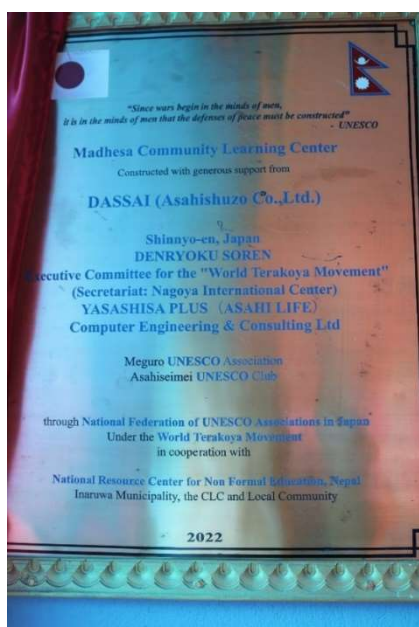 "Since wars begin in the minds of men,
it is in the minds of men that the defenses of peace must be constructed"
- UNESCO
Madhesa Community Learning Center
Constructed with generous support from
DASSAI (Asahishuzo Co.,Ltd.)
Shinnyo-en, Japan
DENRYOKU SOREN
Executive Committee for the "World Terakoya Movement"
(Secretariat: Nagoya International Center)
YASASHISA PLUS (ASAHI LIFE)
Computer Engineering & Consulting Ltd
Meguro UNESCO Association
Asahiseimei UNESCO Club
through National Federation of UNESCO Associations in Japan
Under the World Terakoya Movement
in cooperation with
National Resource Center for Non Formal Education, Nepal
Inaruwa Municipality, the CLC and Local Community
2022